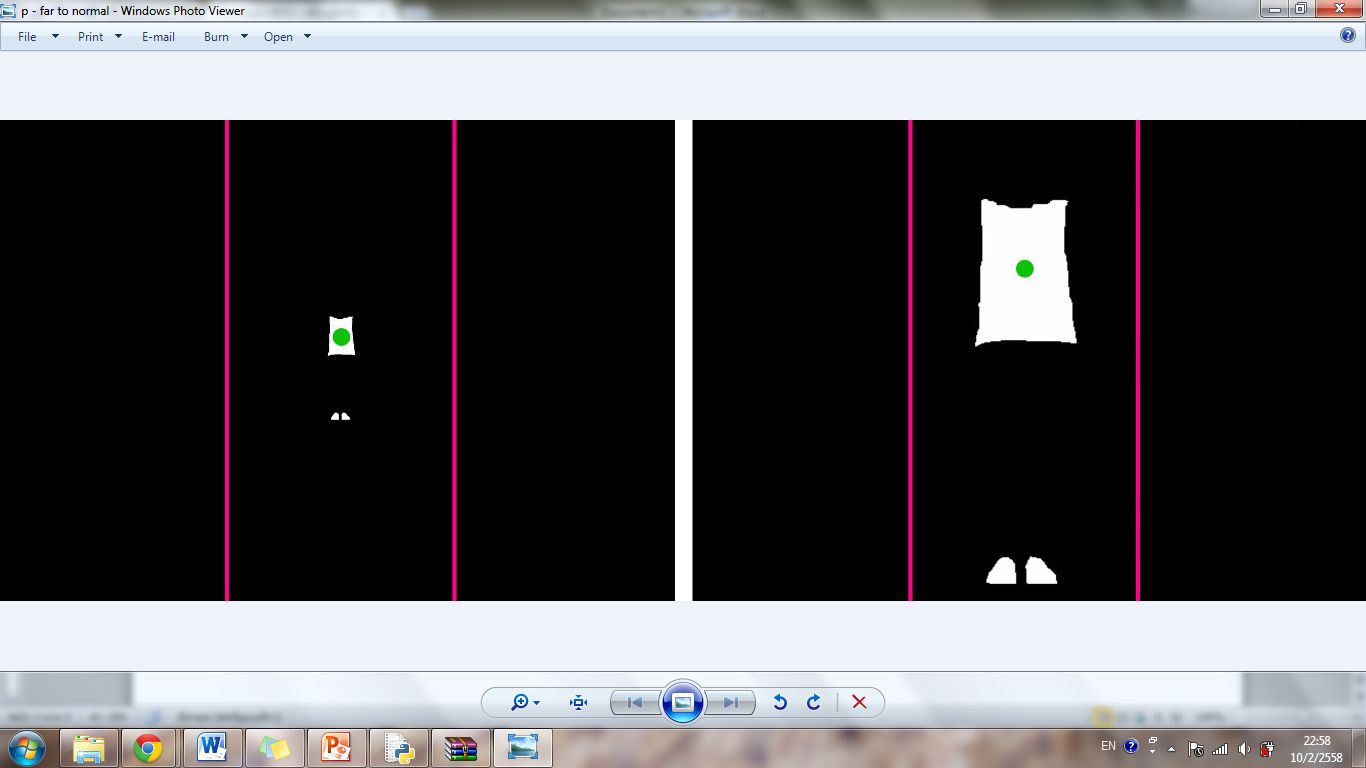 p - far to normal - Windows Photo Viewer
File Print E-mail Burn Open
EN 22:58
10/2/2558